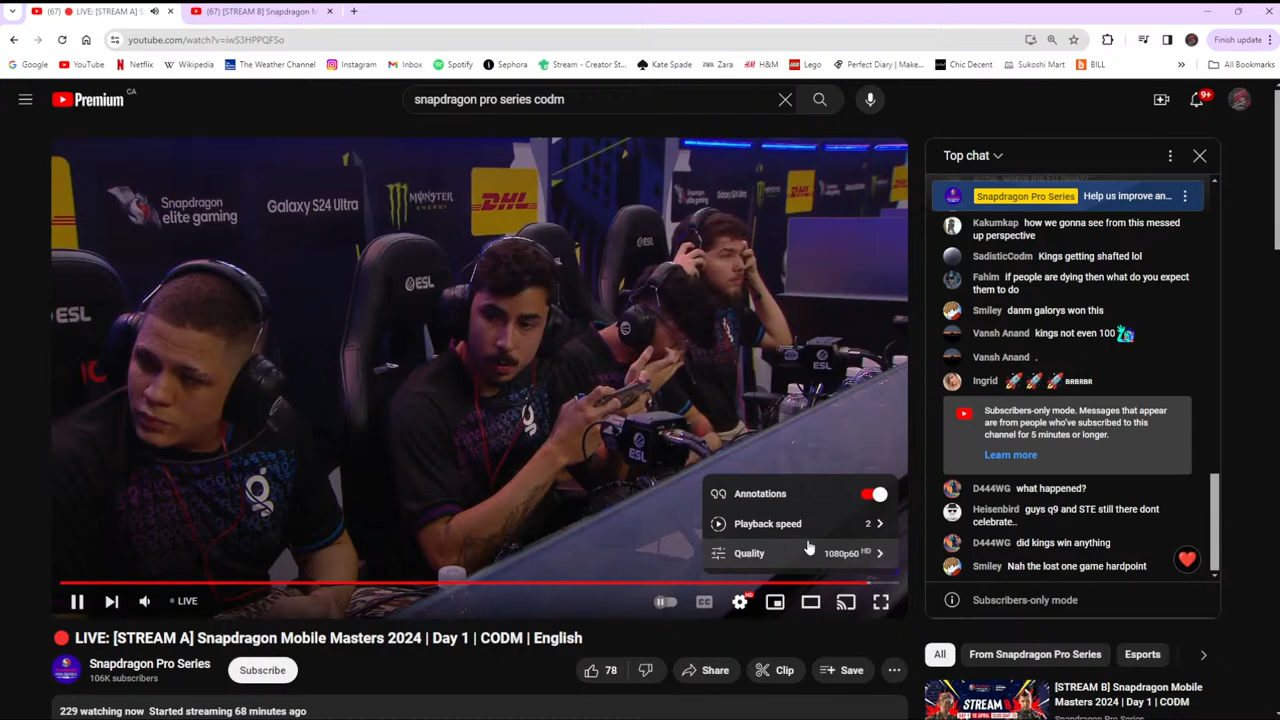 (67) 🔴 LIVE: [STREAM A] S
(67) [STREAM B] Snapdragon M
youtube.com/watch?v=iwS3HPPQFSo
Finish update
Google
YouTube
Netflix
Wikipedia
The Weather Channel
Instagram
Inbox
Spotify
Sephora
Stream - Creator St...
Kate Spade
Zara
H&M
Lego
Perfect Diary | Make...
Chic Decent
Sukoshi Mart
BILL
All Bookmarks
Premium
CA
snapdragon pro series codm
9+
Snapdragon
elite gaming
Galaxy S24 Ultra
MONSTER
ENERGY
DHL
ESL
ESL
ESL
ESL
ESL
Annotations
Playback speed 2
Quality 1080p60 HD
LIVE
CC
HD
🔴 LIVE: [STREAM A] Snapdragon Mobile Masters 2024 | Day 1 | CODM | English
Snapdragon Pro Series
106K subscribers
Subscribe
78
Share
Clip
Save
229 watching now Started streaming 68 minutes ago
Top chat
Snapdragon Pro Series Help us improve an...
Kakumkap how we gonna see from this messed
up perspective
SadisticCodm Kings getting shafted lol
Fahim if people are dying then what do you expect
them to do
Smiley danm galorys won this
Vansh Anand kings not even 100
Vansh Anand .
Ingrid 🚀 🚀 🚀 ʙʀʙʀʙʀ
Subscribers-only mode. Messages that appear
are from people who've subscribed to this
channel for 5 minutes or longer.
Learn more
D444WG what happened?
Heisenbird guys q9 and STE still there dont
celebrate..
D444WG did kings win anything
Smiley Nah the lost one game hardpoint
Subscribers-only mode
All
From Snapdragon Pro Series
Esports
STREAM B
[STREAM B] Snapdragon Mobile
Masters 2024 | Day 1 | CODM